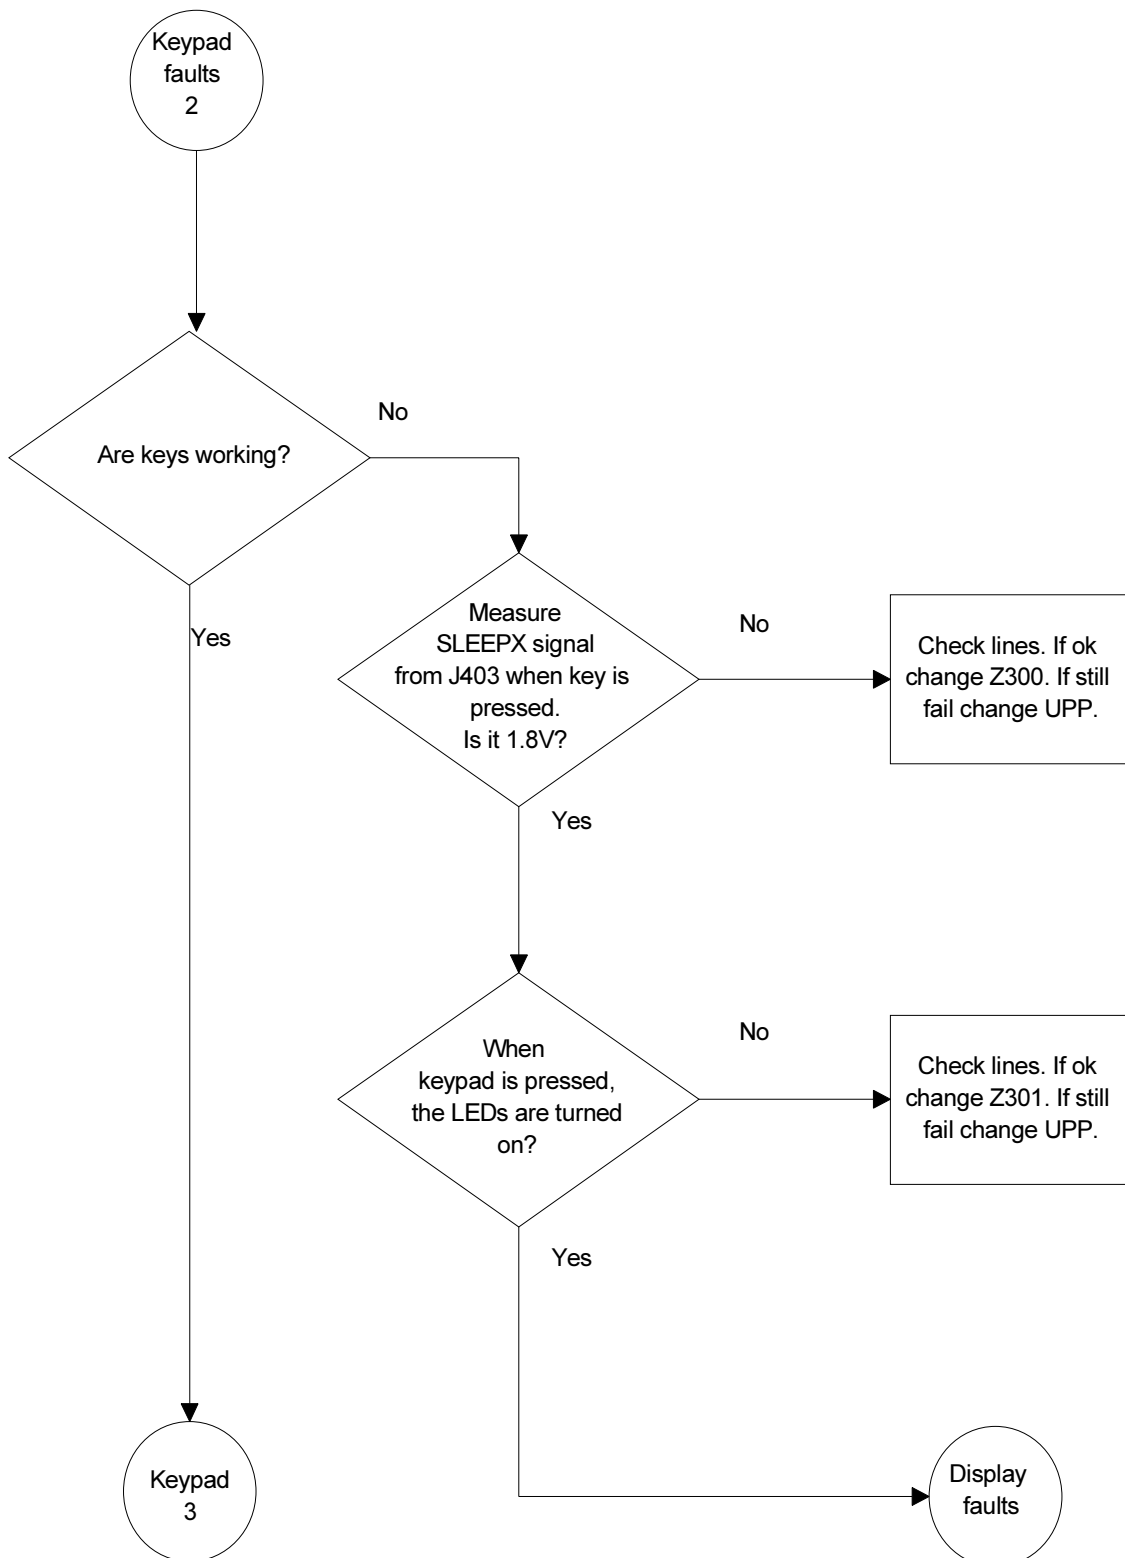 Keypad
faults
2
Are keys working?
No
Yes
Measure
SLEEPX signal
from J403 when key is
pressed.
Is it 1.8V?
No
Check lines. If ok
change Z300. If still
fail change UPP.
Yes
When
keypad is pressed,
the LEDs are turned
on?
No
Check lines. If ok
change Z301. If still
fail change UPP.
Yes
Keypad
3
Display
faults